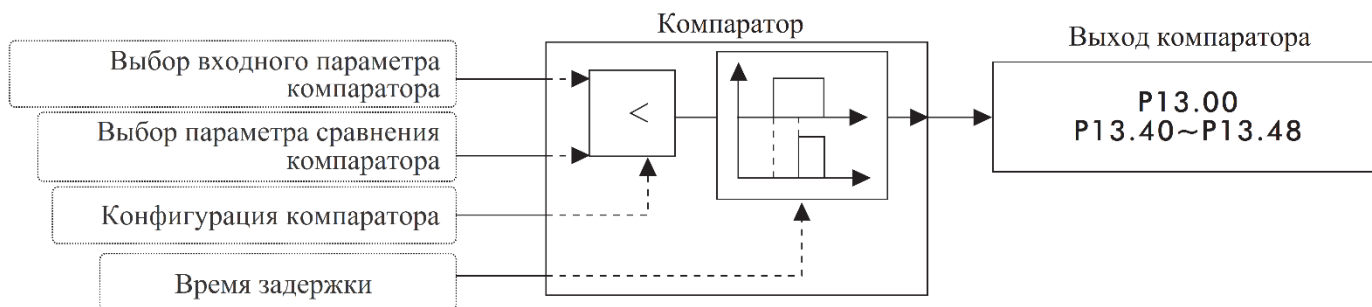 Компаратор
Выбор входного параметра
компаратора
Выбор параметра сравнения
компаратора
Конфигурация компаратора
Время задержки
<
Выход компаратора
P13.00
P13.40~P13.48